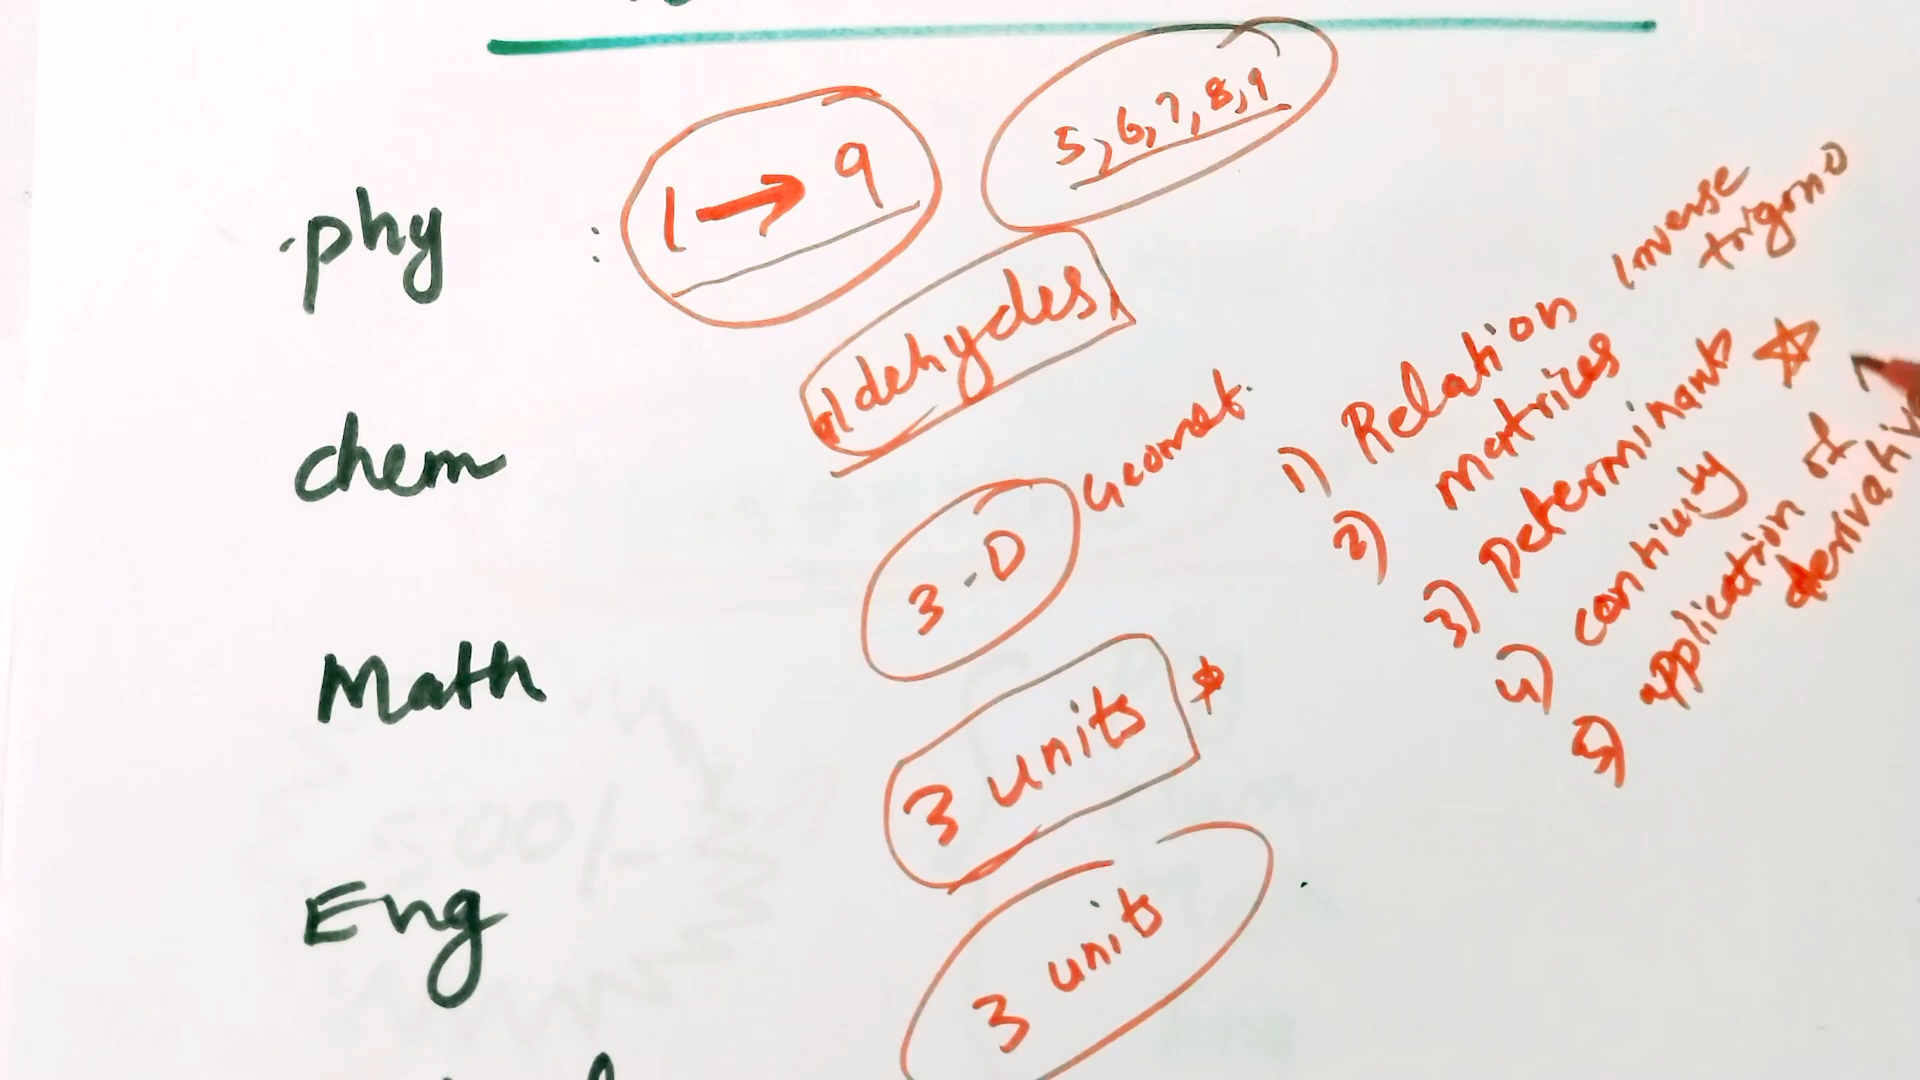 phy : 1 → 9 5, 6, 7, 8, 9
chem Aldehydes
Math 3-D Geomet.
3 units
Eng 3 units
1) Relation Inverse trigono
2) matrices
3) Determinants
4) continuity
5) application of
500/-